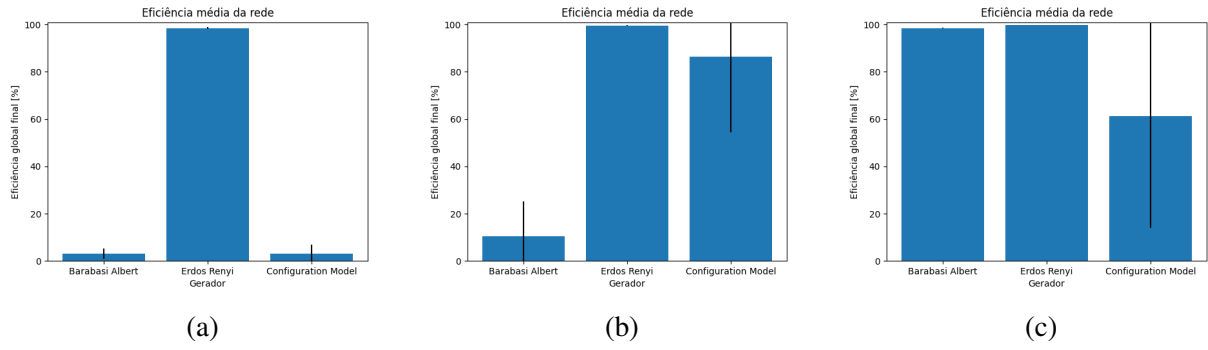 Eficiência média da rede
Eficiência global final [%]
100
80
60
40
20
0
Barabasi Albert Erdos Renyi Configuration Model
Gerador
(a)
Eficiência média da rede
Eficiência global final [%]
100
80
60
40
20
0
Barabasi Albert Erdos Renyi Configuration Model
Gerador
(b)
Eficiência média da rede
Eficiência global final [%]
100
80
60
40
20
0
Barabasi Albert Erdos Renyi Configuration Model
Gerador
(c)